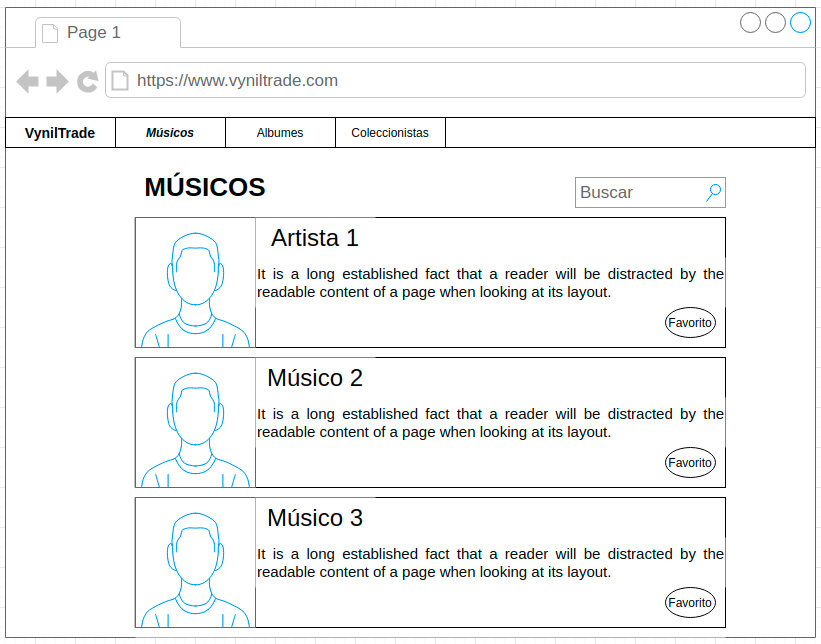 Page 1
https://www.vyniltrade.com
VynilTrade Músicos Albumes Coleccionistas
MÚSICOS
Buscar
Artista 1
It is a long established fact that a reader will be distracted by the
readable content of a page when looking at its layout.
Favorito
Músico 2
It is a long established fact that a reader will be distracted by the
readable content of a page when looking at its layout.
Favorito
Músico 3
It is a long established fact that a reader will be distracted by the
readable content of a page when looking at its layout.
Favorito